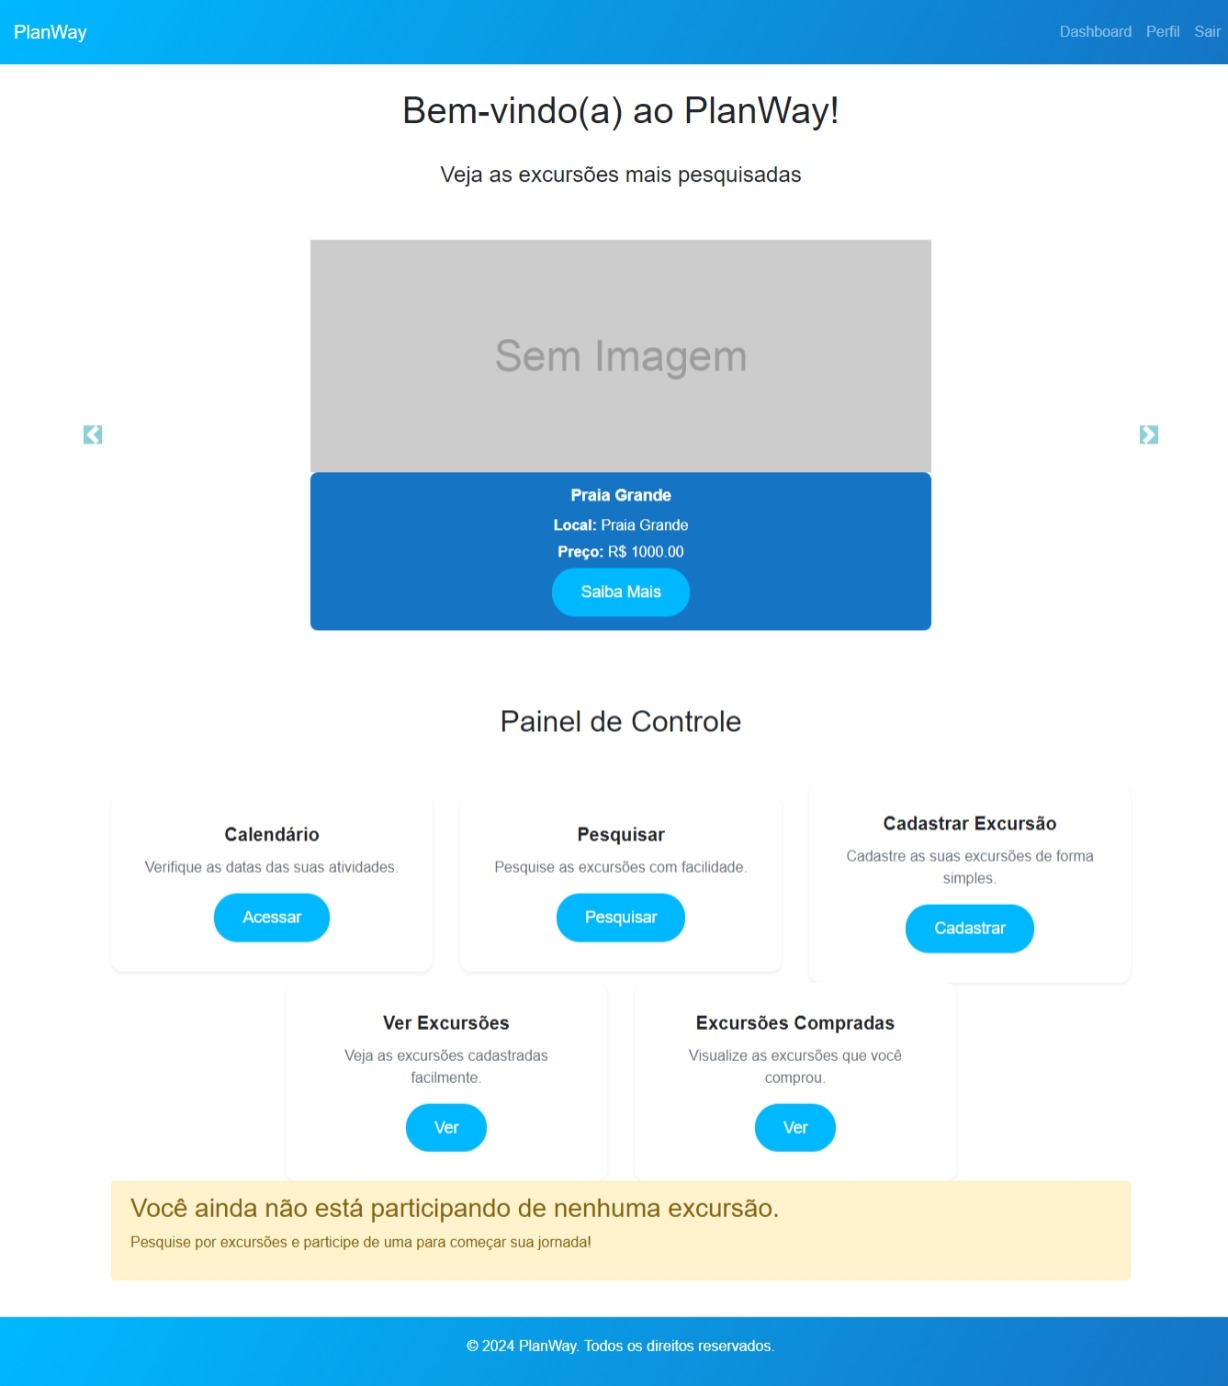 PlanWay
Dashboard Perfil Sair
Bem-vindo(a) ao PlanWay!
Veja as excursões mais pesquisadas
Sem Imagem
Praia Grande
Local: Praia Grande
Preço: R$ 1000.00
Saiba Mais
Painel de Controle
Calendário
Verifique as datas das suas atividades.
Acessar
Pesquisar
Pesquise as excursões com facilidade.
Pesquisar
Cadastrar Excursão
Cadastre as suas excursões de forma
simples.
Cadastrar
Ver Excursões
Veja as excursões cadastradas
facilmente.
Ver
Excursões Compradas
Visualize as excursões que você
comprou.
Ver
Você ainda não está participando de nenhuma excursão.
Pesquise por excursões e participe de uma para começar sua jornada!
© 2024 PlanWay. Todos os direitos reservados.